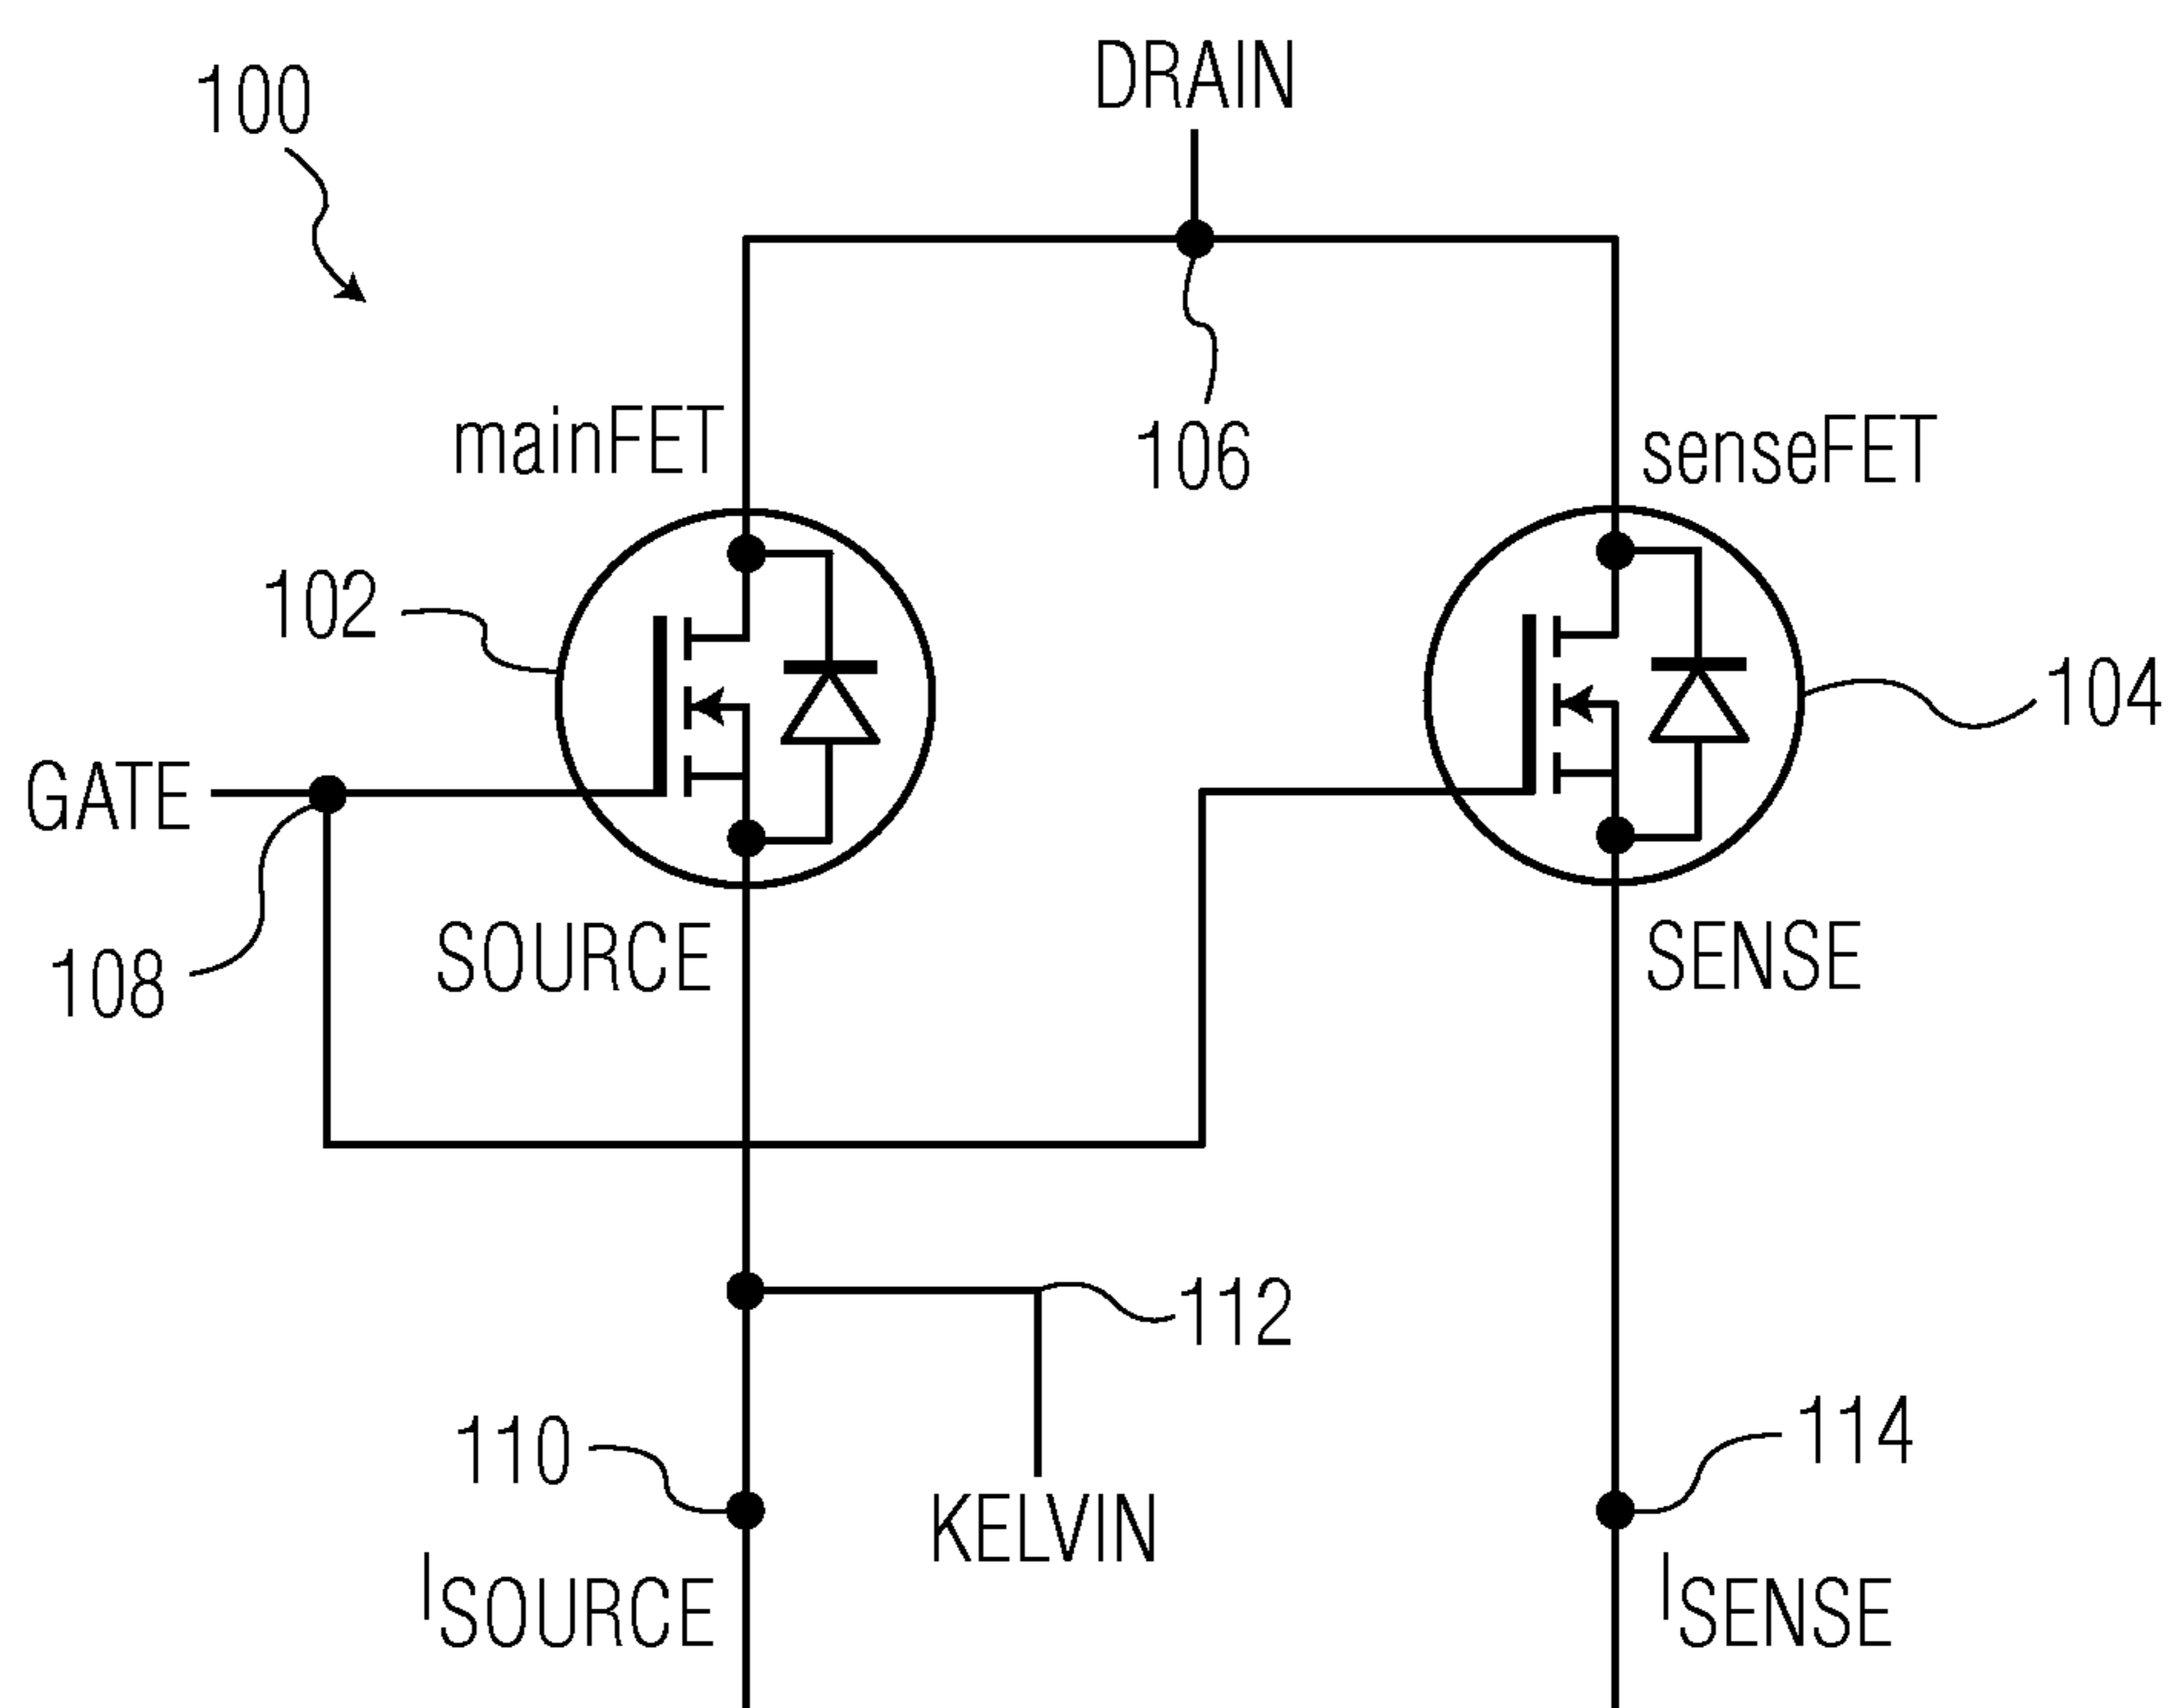 100
DRAIN
mainFET
106
senseFET
102
104
GATE
108
SOURCE
SENSE
112
110
114
KELVIN
ISOURCE
ISENSE